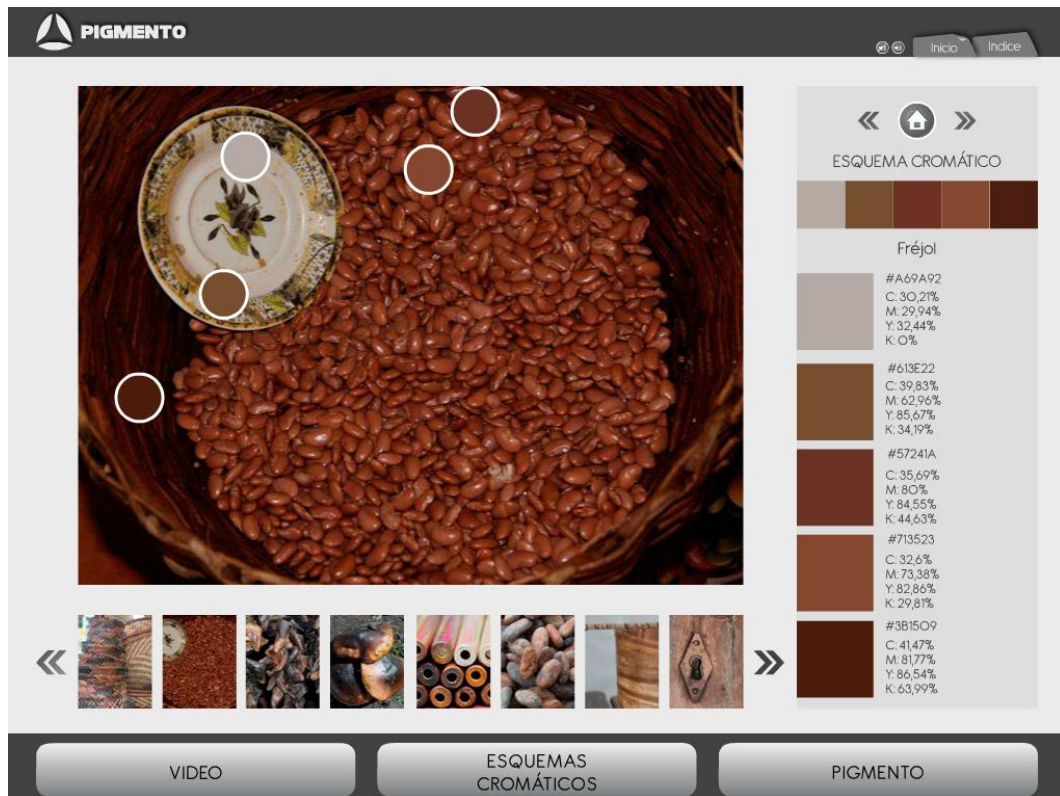 PIGMENTO
Inicio
Indice
ESQUEMA CROMÁTICO
Fréjol
#A69A92
C: 30,21%
M: 29,94%
Y: 32,44%
K: 0%
#613E22
C: 39,83%
M: 62,96%
Y: 85,67%
K: 34,19%
#57241A
C: 35,69%
M: 80%
Y: 84,55%
K: 44,63%
#713523
C: 32,6%
M: 73,38%
Y: 82,86%
K: 29,81%
#3B1509
C: 41,47%
M: 81,77%
Y: 86,54%
K: 63,99%
VIDEO
ESQUEMAS
CROMÁTICOS
PIGMENTO